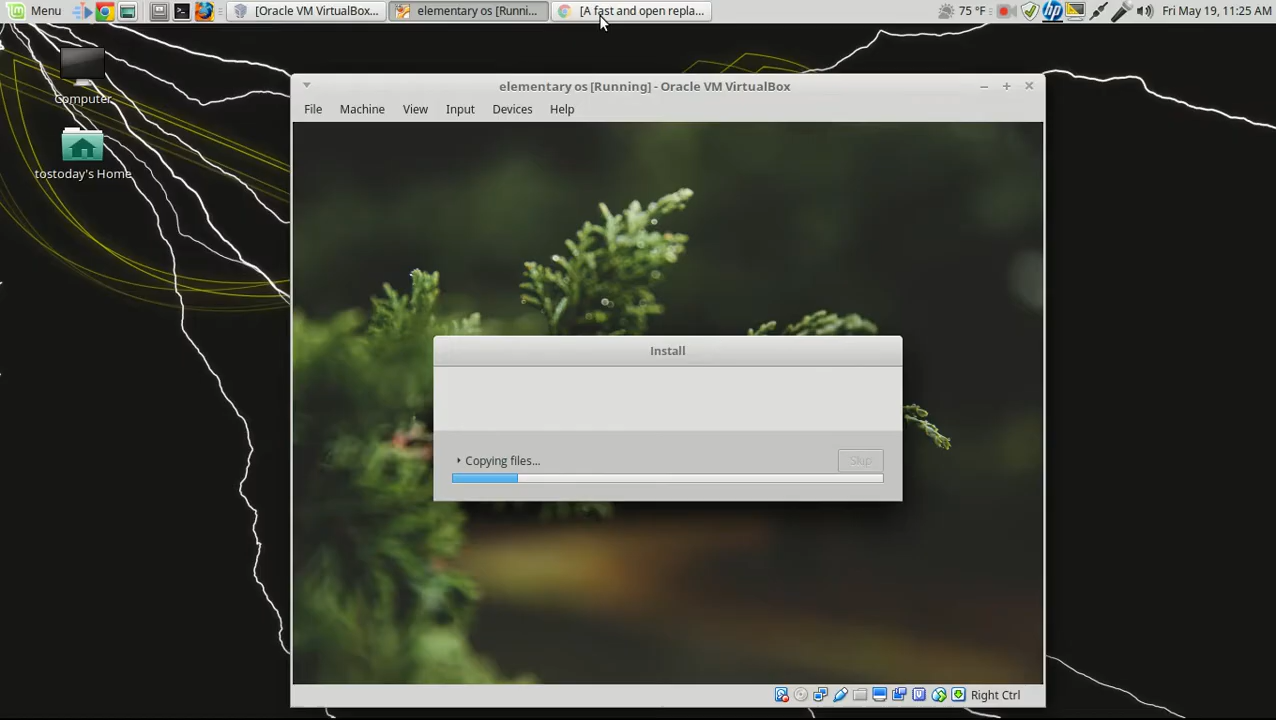 Menu
[Oracle VM VirtualBox...
elementary os [Runni...
[A fast and open repla...
75 °F
hp
Fri May 19, 11:25 AM
Computer
tostoday's Home
elementary os [Running] - Oracle VM VirtualBox
File Machine View Input Devices Help
Install
Copying files...
Skip
Right Ctrl